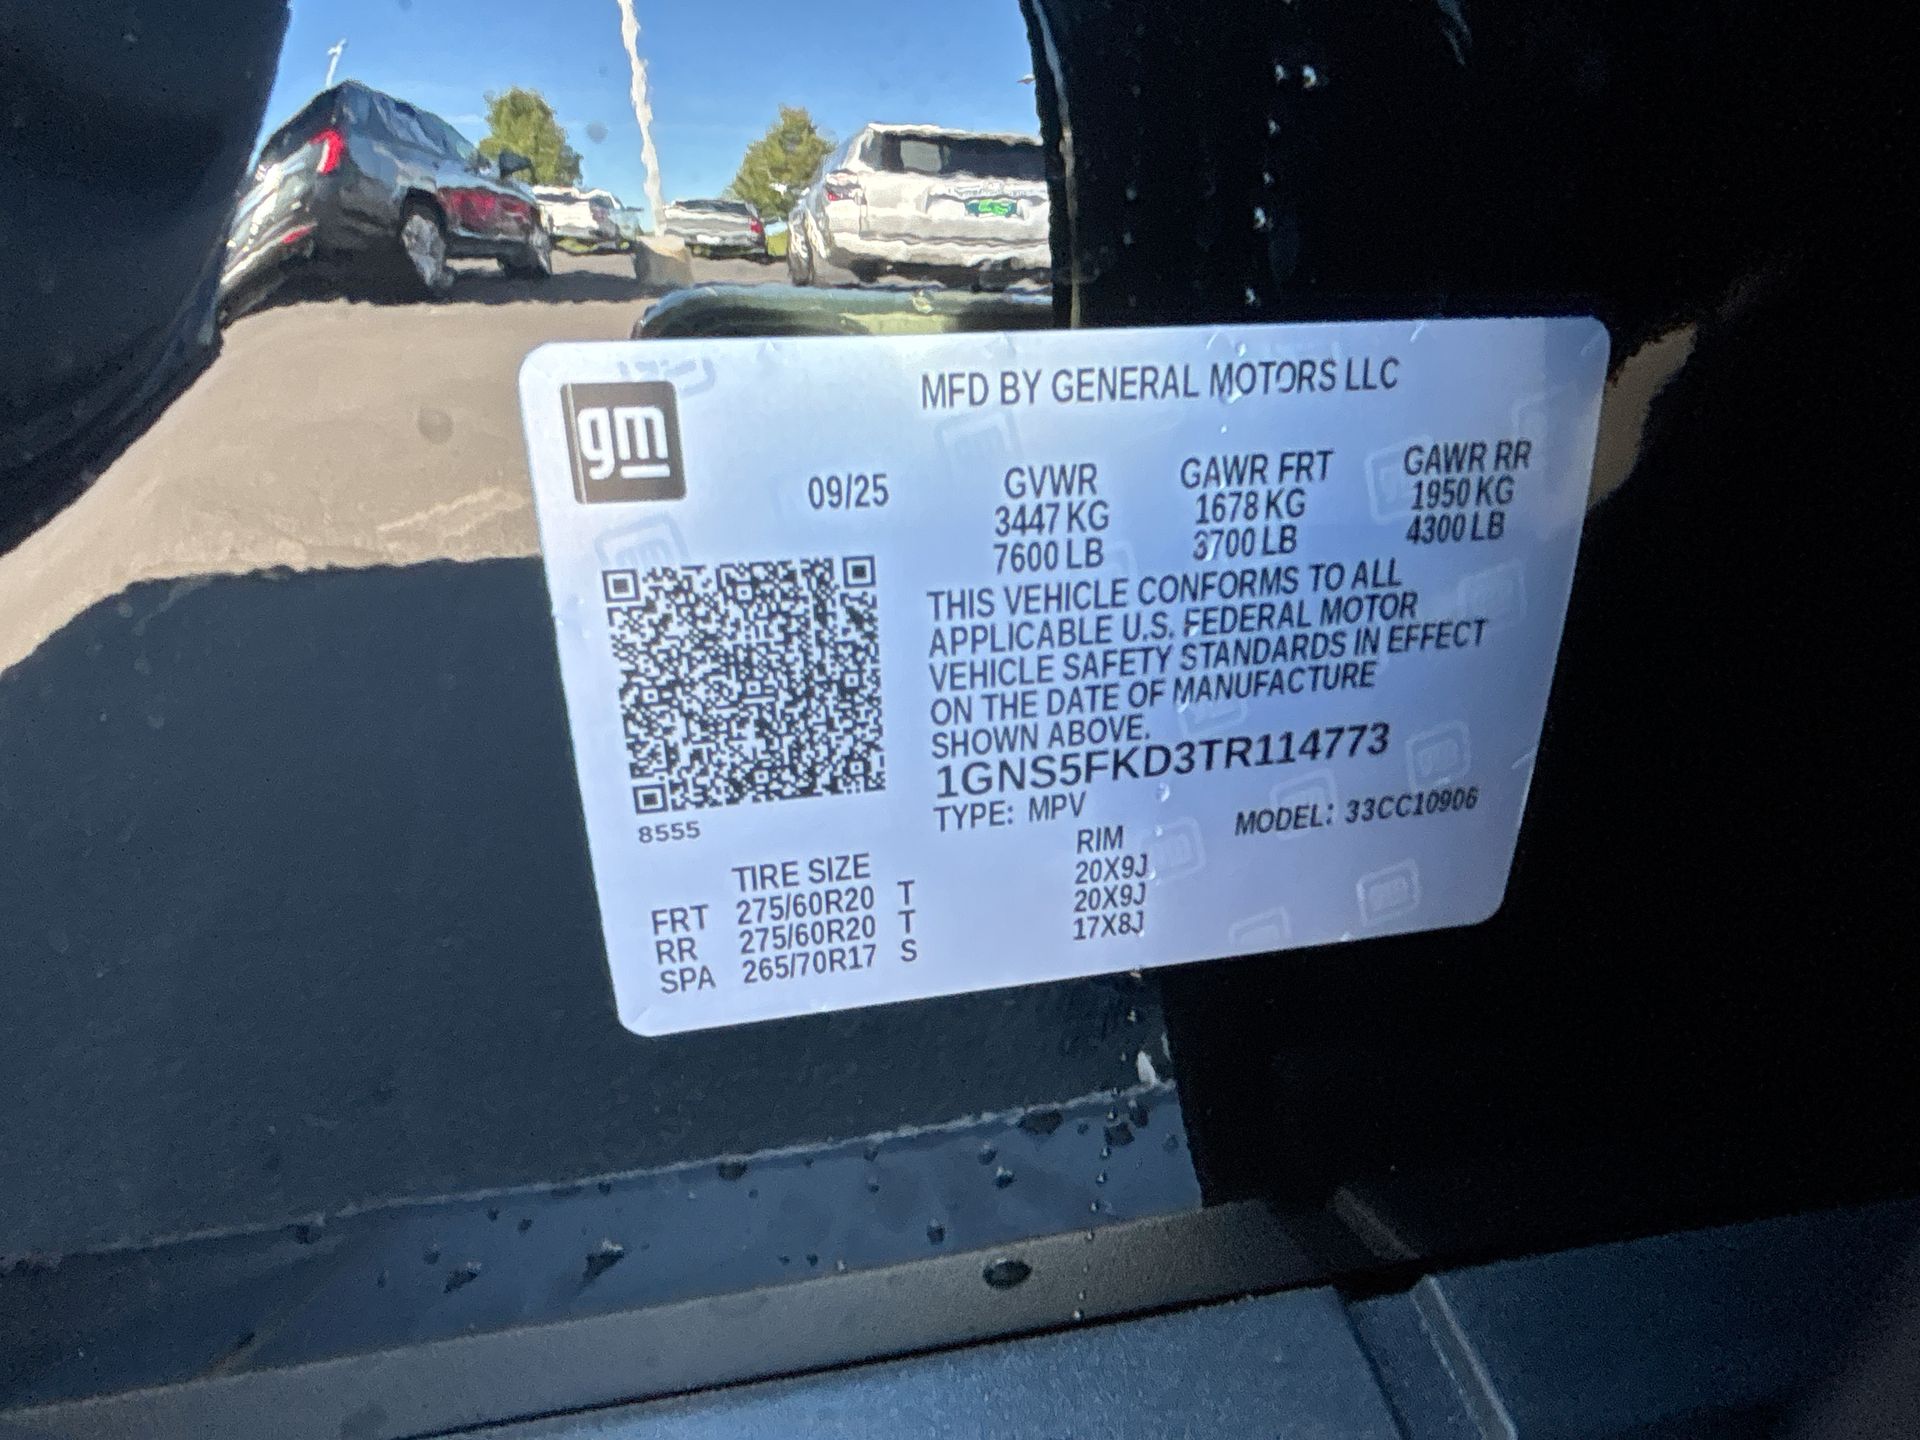 gm
MFD BY GENERAL MOTORS LLC
09/25
GVWR GAWR FRT GAWR RR
3447 KG 1678 KG 1950 KG
7600 LB 3700 LB 4300 LB
THIS VEHICLE CONFORMS TO ALL
APPLICABLE U.S. FEDERAL MOTOR
VEHICLE SAFETY STANDARDS IN EFFECT
ON THE DATE OF MANUFACTURE
SHOWN ABOVE.
1GNS5FKD3TR114773
TYPE: MPV MODEL: 33CC10906
8555
TIRE SIZE RIM
FRT 275/60R20 T 20X9J
RR 275/60R20 T 20X9J
SPA 265/70R17 S 17X8J